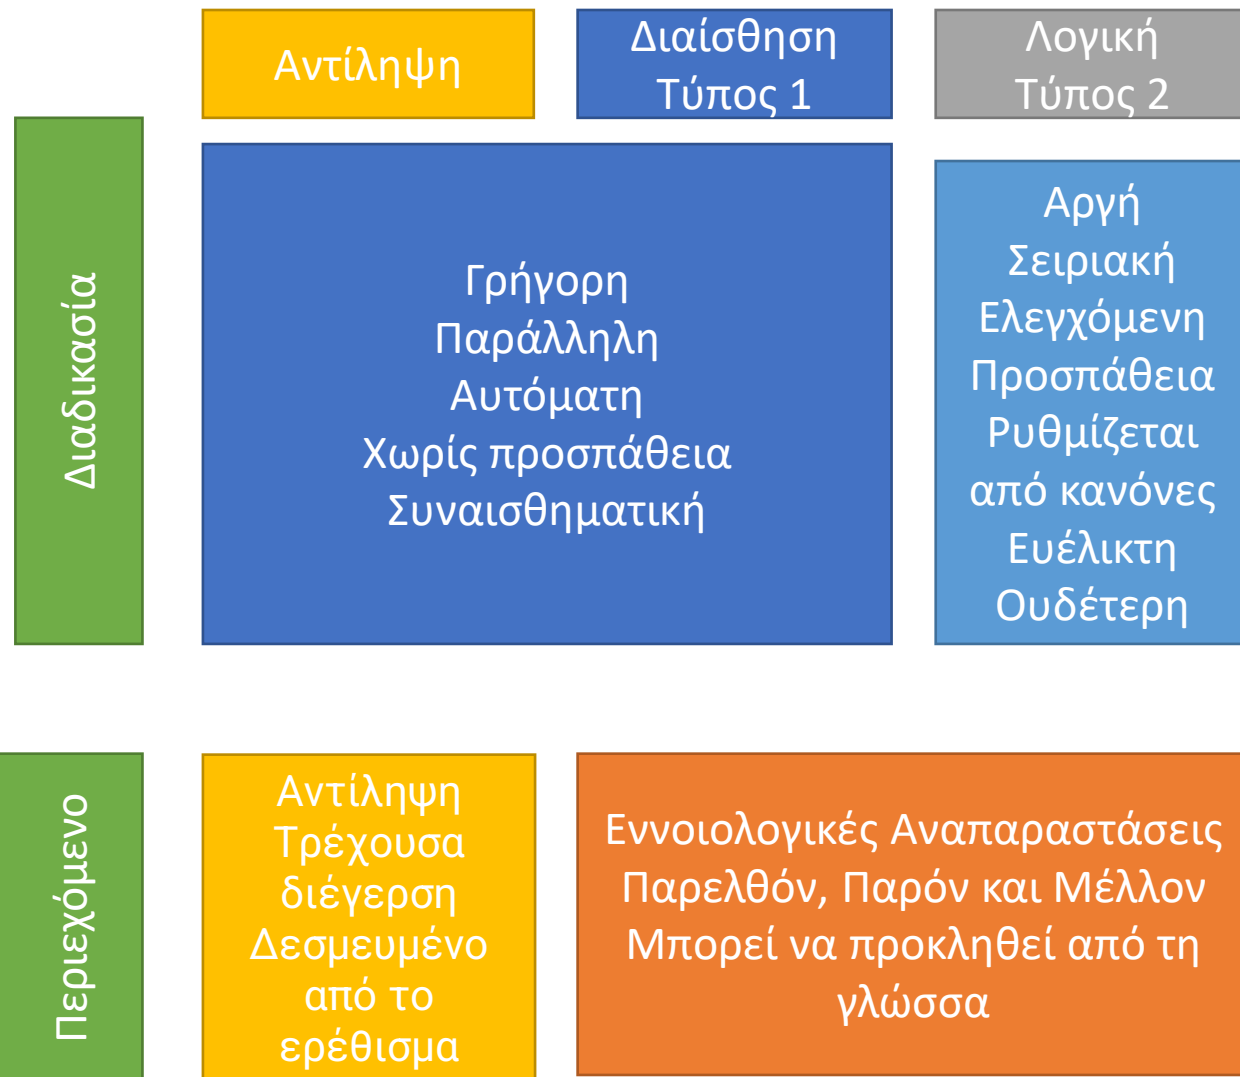 Αντίληψη
Διαίσθηση
Τύπος 1
Λογική
Τύπος 2
Διαδικασία
Γρήγορη
Παράλληλη
Αυτόματη
Χωρίς προσπάθεια
Συναισθηματική
Αργή
Σειριακή
Ελεγχόμενη
Προσπάθεια
Ρυθμίζεται
από κανόνες
Ευέλικτη
Ουδέτερη
Περιεχόμενο
Αντίληψη
Τρέχουσα
διέγερση
Δεσμευμένο
από το
ερέθισμα
Εννοιολογικές Αναπαραστάσεις
Παρελθόν, Παρόν και Μέλλον
Μπορεί να προκληθεί από τη
γλώσσα